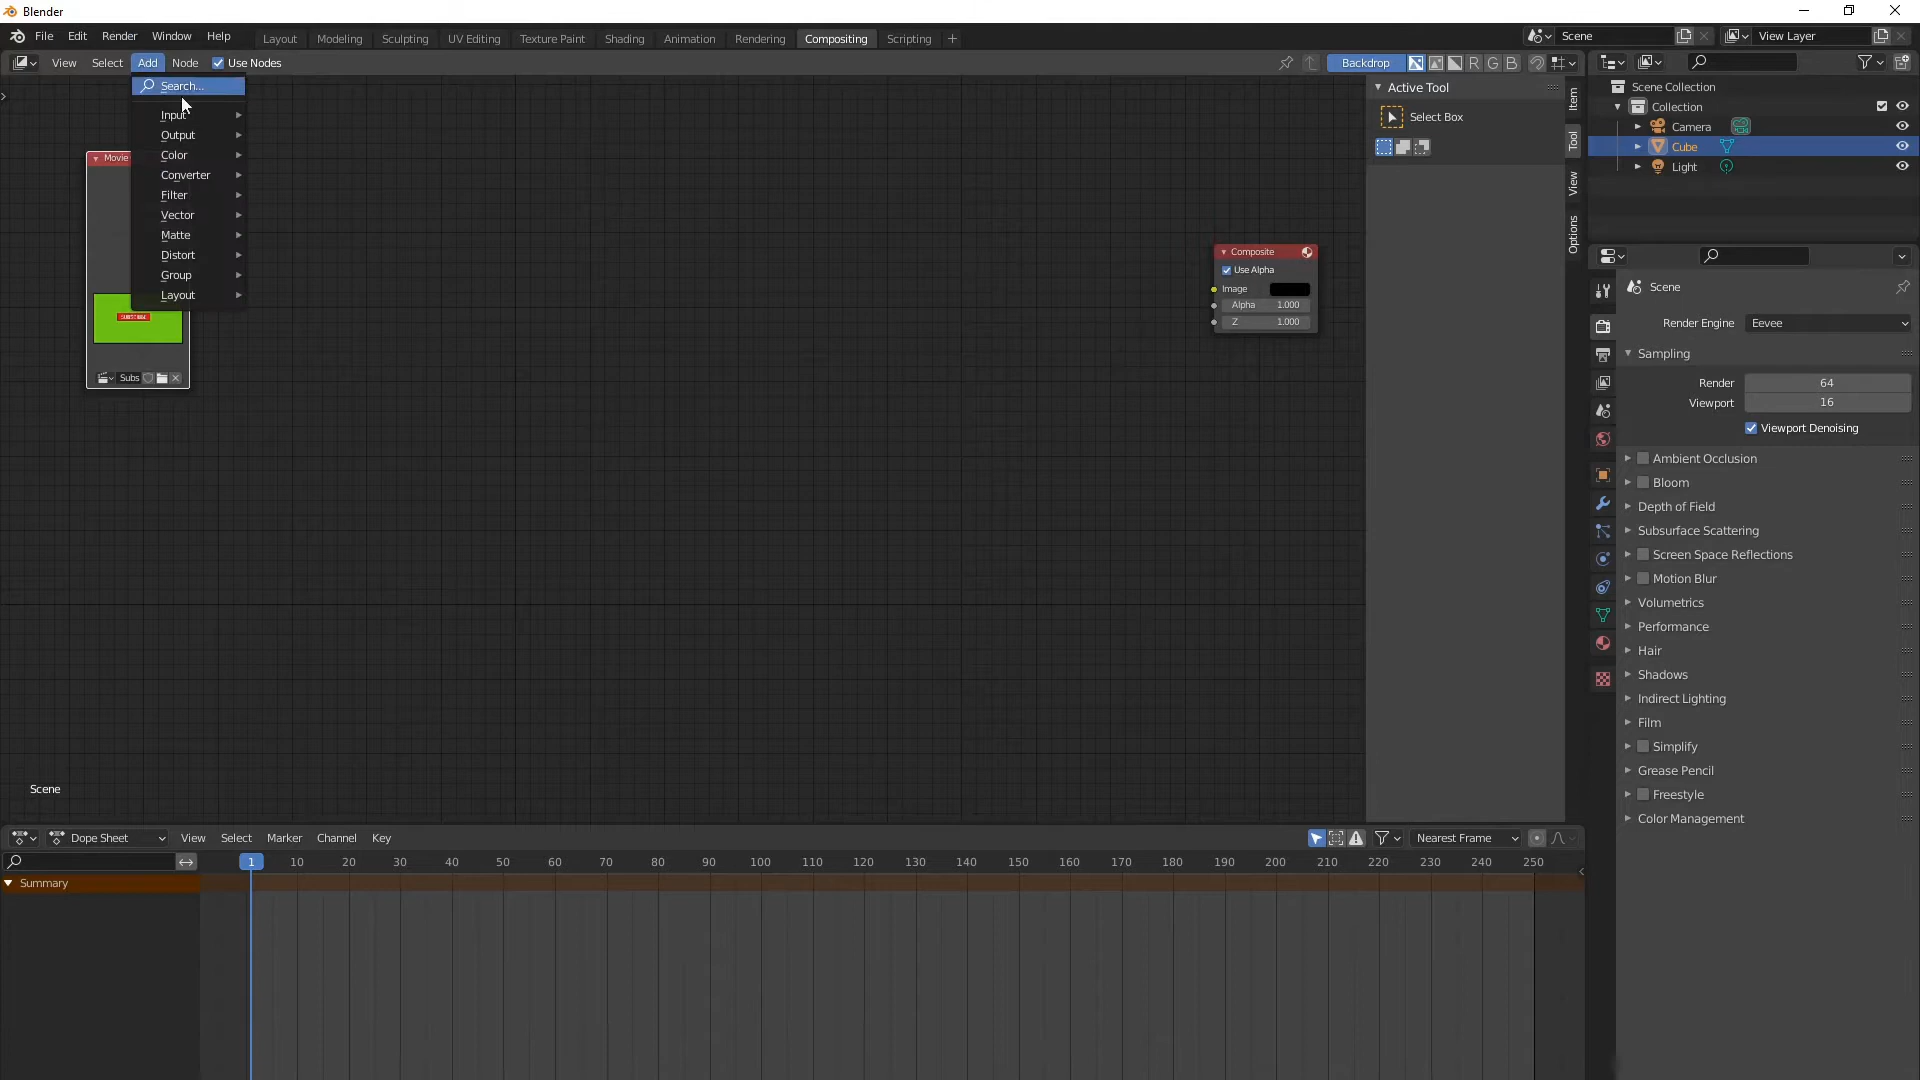 Blender
File Edit Render Window Help
Layout Modeling Sculpting UV Editing Texture Paint Shading Animation Rendering Compositing Scripting +
Scene
View Layer
View Select Add Node Use Nodes
Backdrop
R G B
Search...
Input
Output
Color
Converter
Filter
Vector
Matte
Distort
Group
Layout
Movie
SUBSCRIBE
Subs
Composite
Use Alpha
Image
Alpha 1.000
Z 1.000
Active Tool
Select Box
Item
Tool
View
Options
Scene Collection
Collection
Camera
Cube
Light
Scene
Render Engine Eevee
Sampling
Render 64
Viewport 16
Viewport Denoising
Ambient Occlusion
Bloom
Depth of Field
Subsurface Scattering
Screen Space Reflections
Motion Blur
Volumetrics
Performance
Hair
Shadows
Indirect Lighting
Film
Simplify
Grease Pencil
Freestyle
Color Management
Scene
Dope Sheet View Select Marker Channel Key
Nearest Frame
1 10 20 30 40 50 60 70 80 90 100 110 120 130 140 150 160 170 180 190 200 210 220 230 240 250
Summary